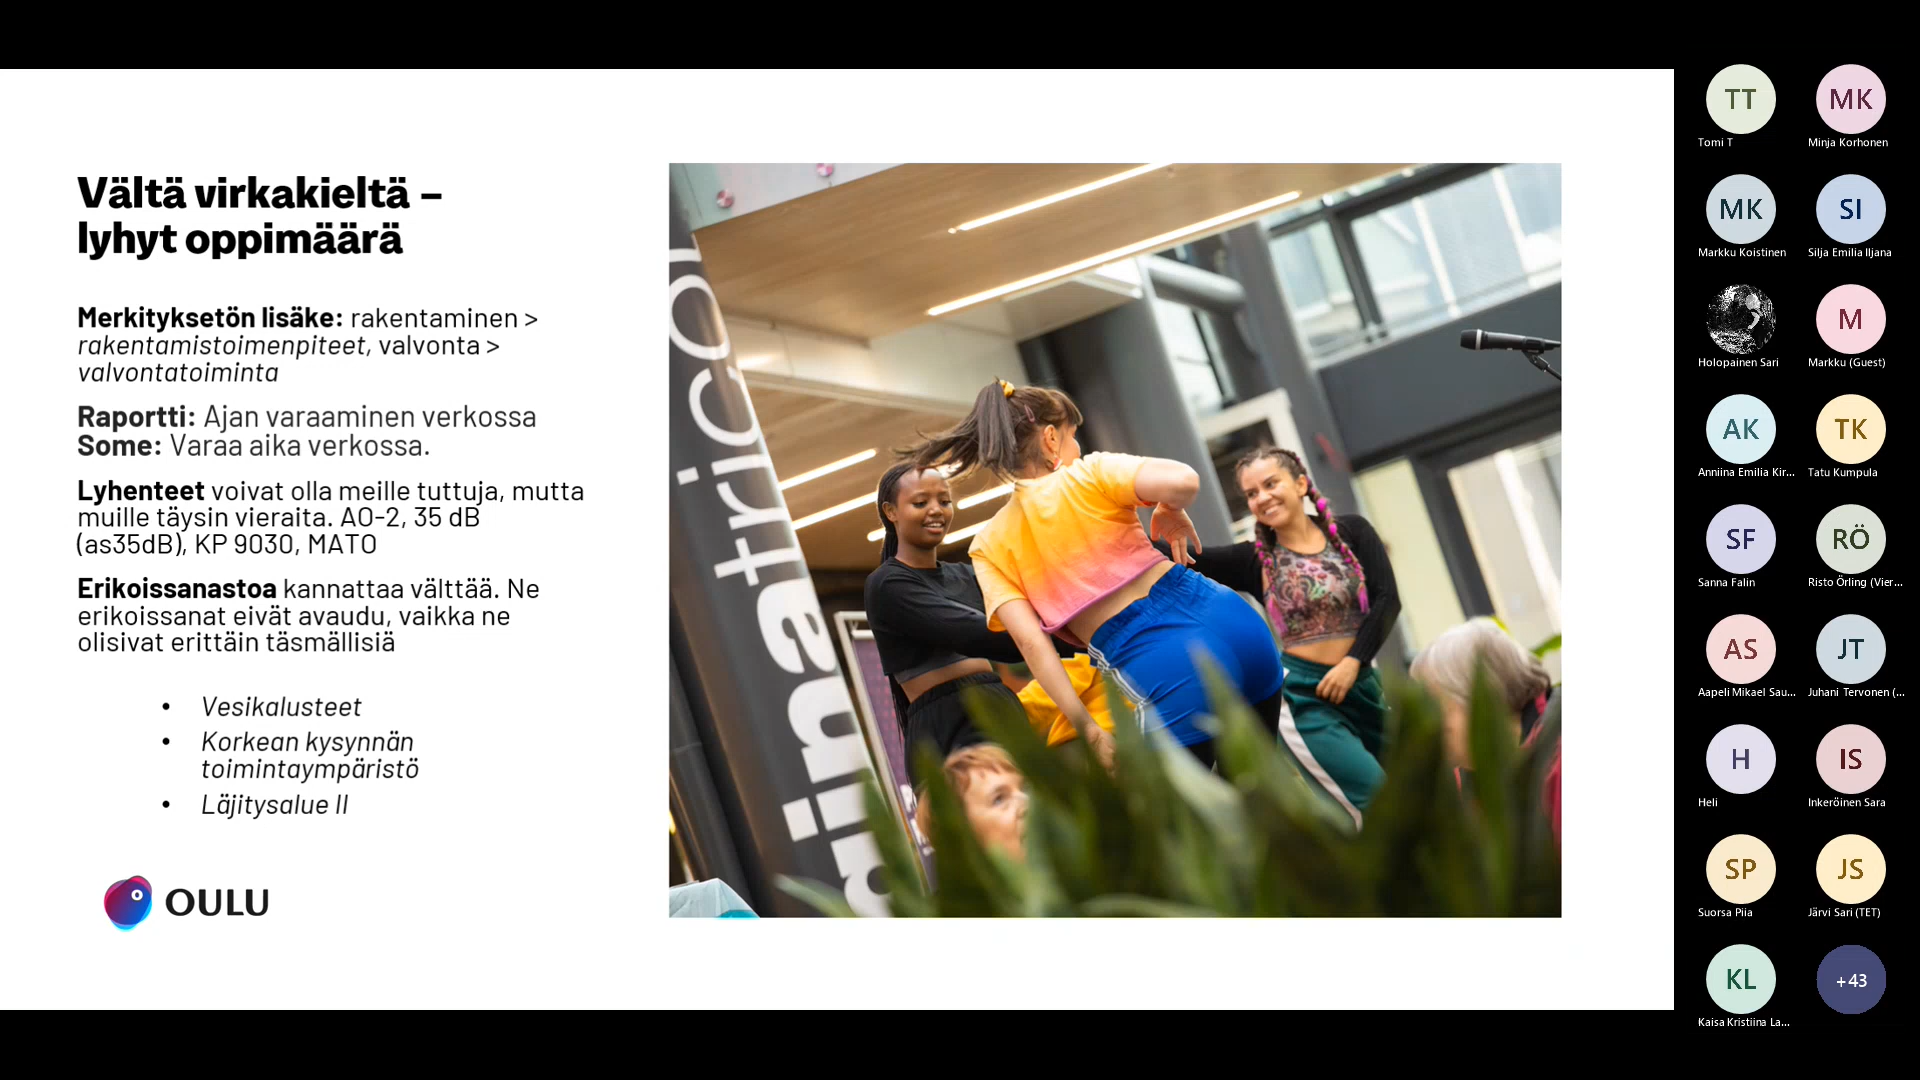 Vältä virkakieltä –
lyhyt oppimäärä
Merkityksetön lisäke: rakentaminen >
rakentamistoimenpiteet, valvonta >
valvontatoiminta
Raportti: Ajan varaaminen verkossa
Some: Varaa aika verkossa.
Lyhenteet voivat olla meille tuttuja, mutta
muille täysin vieraita. AO-2, 35 dB
(as35dB), KP 9030, MATO
Erikoissanastoa kannattaa välttää. Ne
erikoissanat eivät avaudu, vaikka ne
olisivat erittäin täsmällisiä
• Vesikalusteet
• Korkean kysynnän
toimintaympäristö
• Läjitysalue II
OULU
TT
Tomi T
MK
Minja Korhonen
MK
Markku Koistinen
SI
Silja Emilia Iljana
Holopainen Sari
M
Markku (Guest)
AK
Anniina Emilia Kir...
TK
Tatu Kumpula
SF
Sanna Falin
RÖ
Risto Örling (Vier...
AS
Aapeli Mikael Sau...
JT
Juhani Tervonen (...
H
Heli
IS
Inkeröinen Sara
SP
Suorsa Piia
JS
Järvi Sari (TET)
KL
Kaisa Kristiina La...
+43